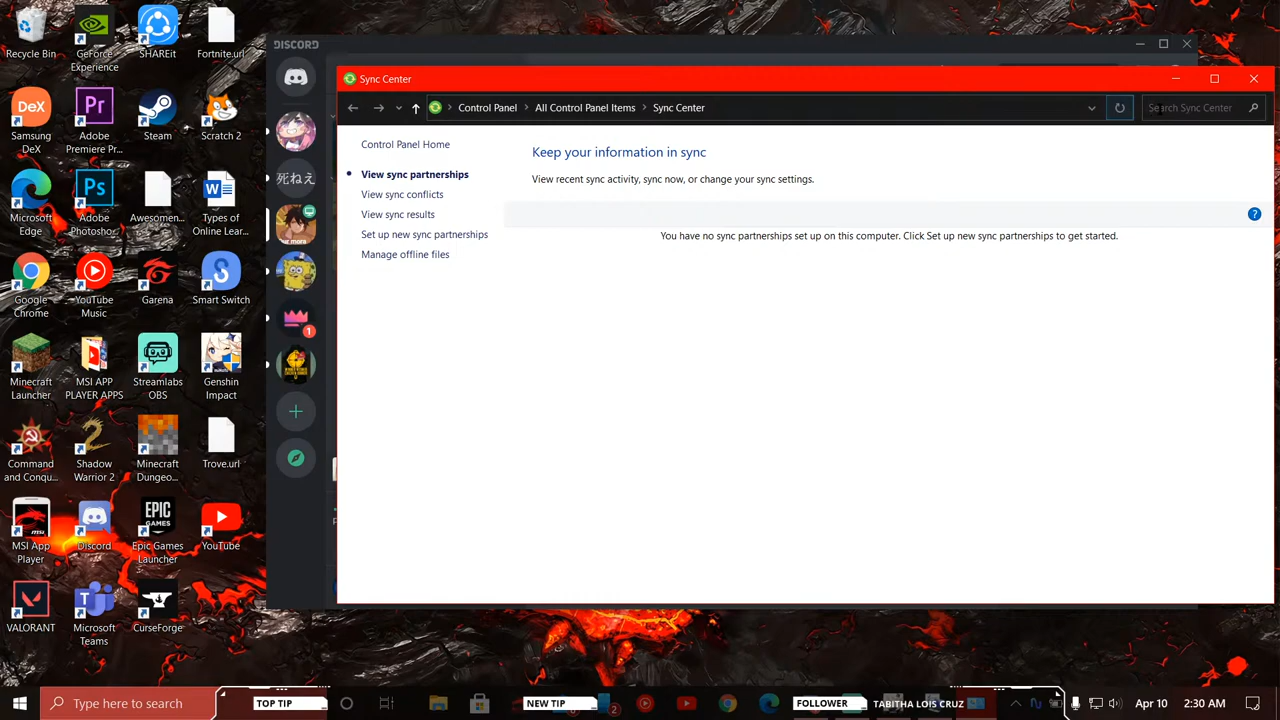 Recycle Bin
GeForce Experience
SHAREit
Fortnite.url
Samsung DeX
Adobe Premiere Pr...
Steam
Scratch 2
Microsoft Edge
Adobe Photosho...
Awesomen...
Types of Online Lear...
Google Chrome
YouTube Music
Garena
Smart Switch
Minecraft Launcher
MSI APP PLAYER APPS
Streamlabs OBS
Genshin Impact
Command and Conqu...
Shadow Warrior 2
Minecraft Dungeo...
Trove.url
MSI App Player
Discord
Epic Games Launcher
YouTube
VALORANT
Microsoft Teams
CurseForge
DISCORD
死ねえ
1
Sync Center
Control Panel
All Control Panel Items
Sync Center
Search Sync Center
Control Panel Home
View sync partnerships
View sync conflicts
View sync results
Set up new sync partnerships
Manage offline files
Keep your information in sync
View recent sync activity, sync now, or change your sync settings.
You have no sync partnerships set up on this computer. Click Set up new sync partnerships to get started.
Type here to search
TOP TIP
NEW TIP
FOLLOWER
TABITHA LOIS CRUZ
Apr 10
2:30 AM